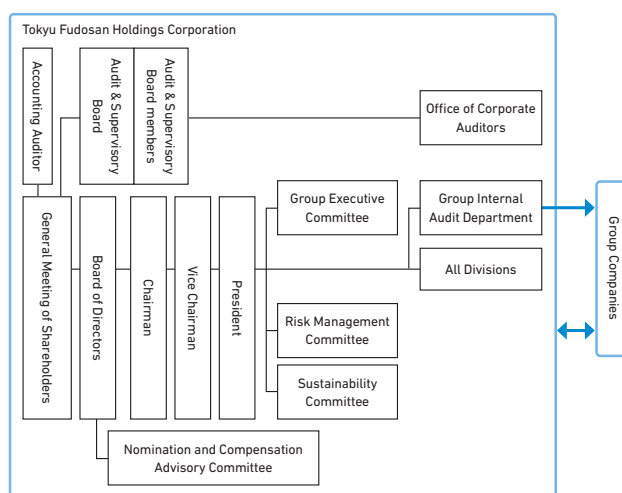 Tokyu Fudosan Holdings Corporation
Accounting Auditor
Audit & Supervisory
Board
Audit & Supervisory
Board members
Office of Corporate
Auditors
General Meeting of Shareholders
Board of Directors
Chairman
Vice Chairman
President
Group Executive
Committee
Group Internal
Audit Department
All Divisions
Risk Management
Committee
Sustainability
Committee
Nomination and Compensation
Advisory Committee
Group Companies